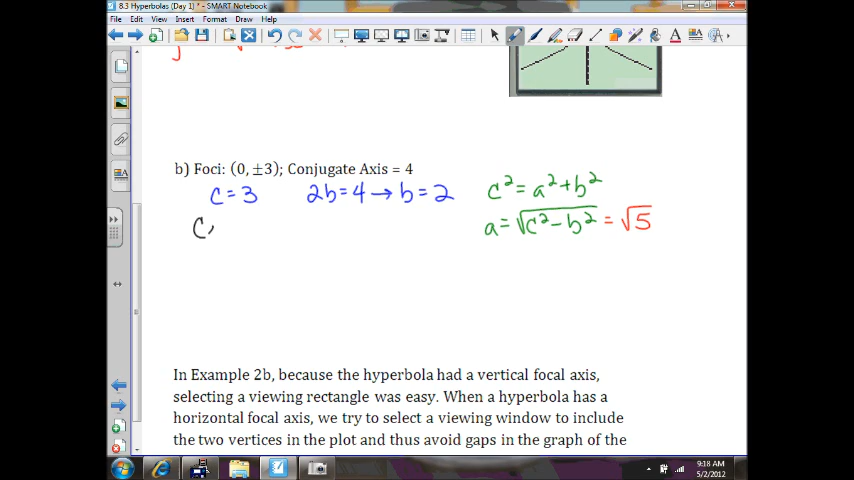 8.3 Hyperbolas (Day 1) * - SMART Notebook
File Edit View Insert Format Draw Help
b) Foci: (0, ±3); Conjugate Axis = 4
c = 3 2b = 4 → b = 2 c² = a² + b²
a = √(c² − b²) = √5
C
In Example 2b, because the hyperbola had a vertical focal axis,
selecting a viewing rectangle was easy. When a hyperbola has a
horizontal focal axis, we try to select a viewing window to include
the two vertices in the plot and thus avoid gaps in the graph of the
9:18 AM
5/2/2012